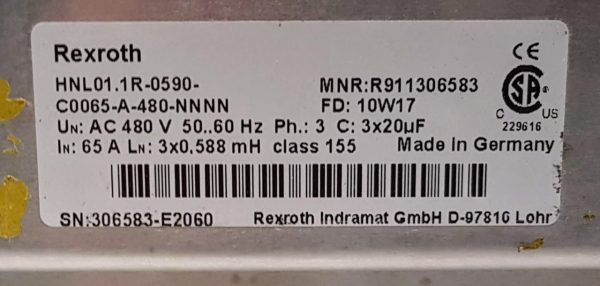 Rexroth
CE
HNL01.1R-0590-
C0065-A-480-NNNN
MNR:R911306583
FD: 10W17
SA
C US
229616
UN: AC 480 V 50..60 Hz Ph.: 3 C: 3x20µF
IN: 65 A LN: 3x0.588 mH class 155 Made in Germany
SN:306583-E2060 Rexroth Indramat GmbH D-97816 Lohr